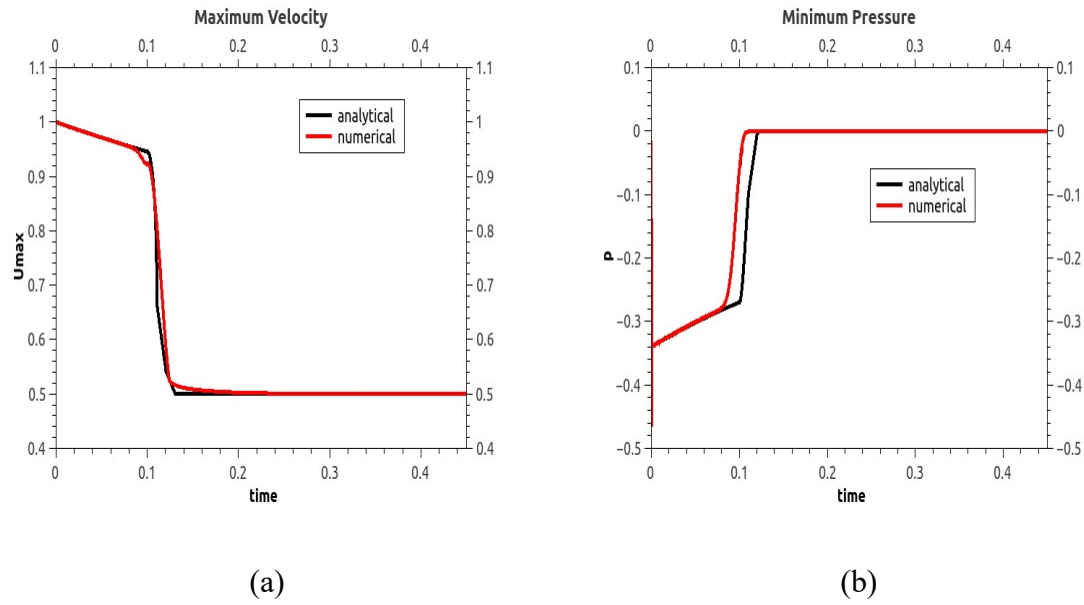 Maximum Velocity
0 0.1 0.2 0.3 0.4
1.1 1.1
1 1
0.9 0.9
0.8 0.8
0.7 0.7
0.6 0.6
0.5 0.5
0.4 0.4
Umax
analytical
numerical
0 0.1 0.2 0.3 0.4
time
(a)
Minimum Pressure
0 0.1 0.2 0.3 0.4
0.1 0.1
0 0
−0.1 −0.1
−0.2 −0.2
−0.3 −0.3
−0.4 −0.4
−0.5 −0.5
P
analytical
numerical
0 0.1 0.2 0.3 0.4
time
(b)